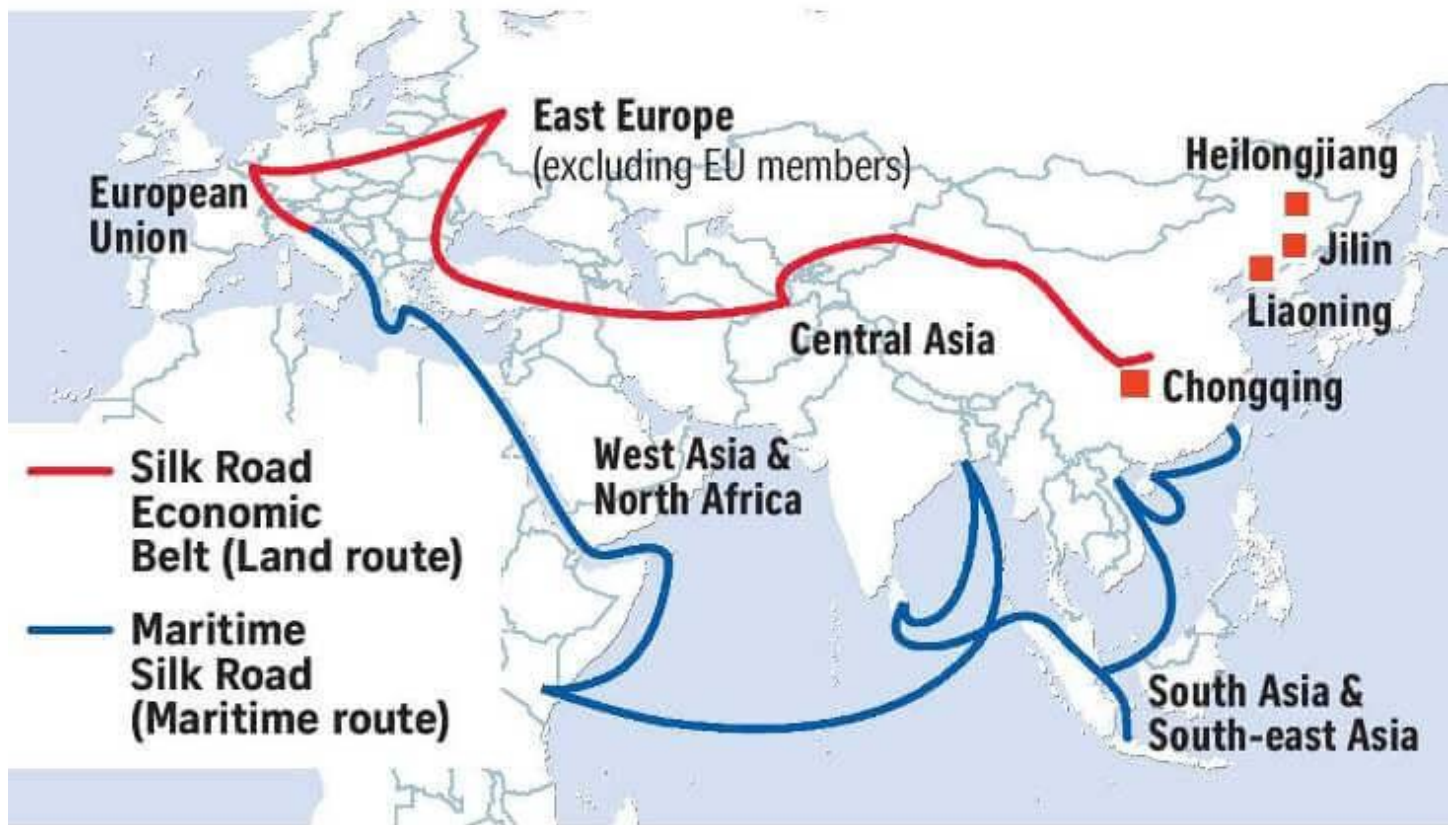 East Europe
(excluding EU members)
Heilongjiang
European
Union
Jilin
Liaoning
Central Asia
Chongqing
West Asia &
North Africa
Silk Road
Economic
Belt (Land route)
Maritime
Silk Road
(Maritime route)
South Asia &
South-east Asia